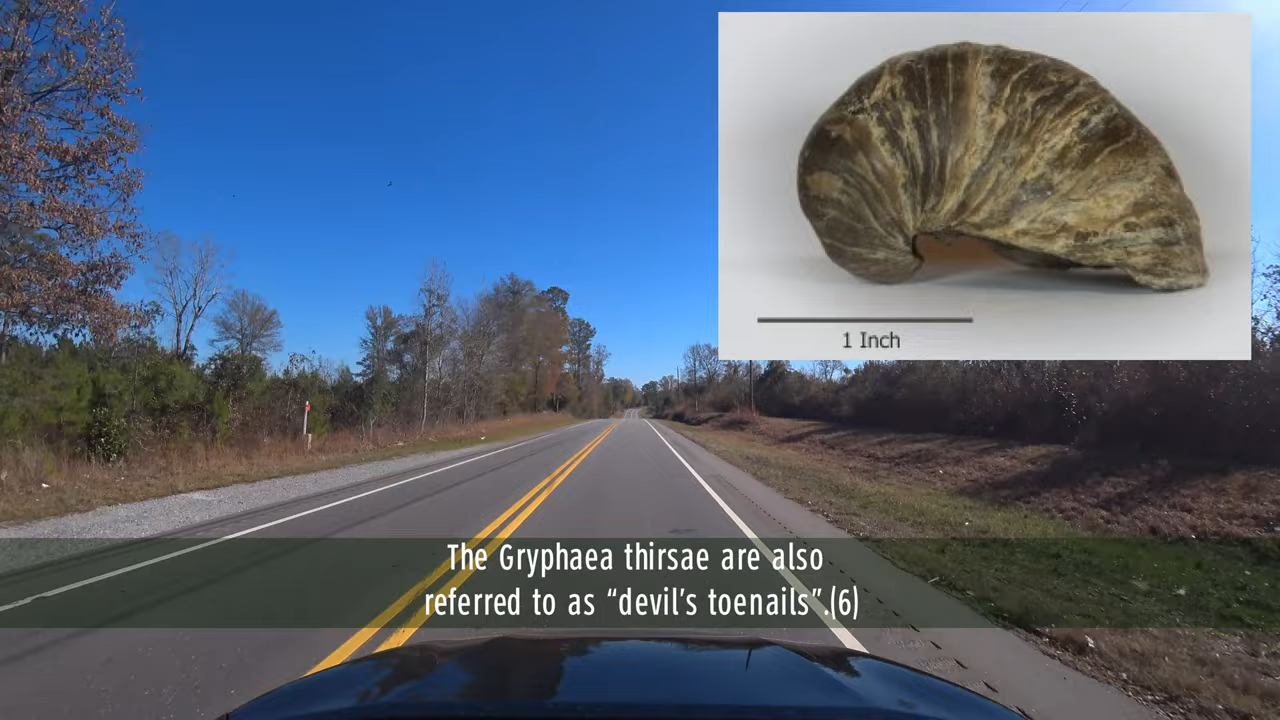 1 Inch
The Gryphaea thirsae are also
referred to as “devil’s toenails”.(6)